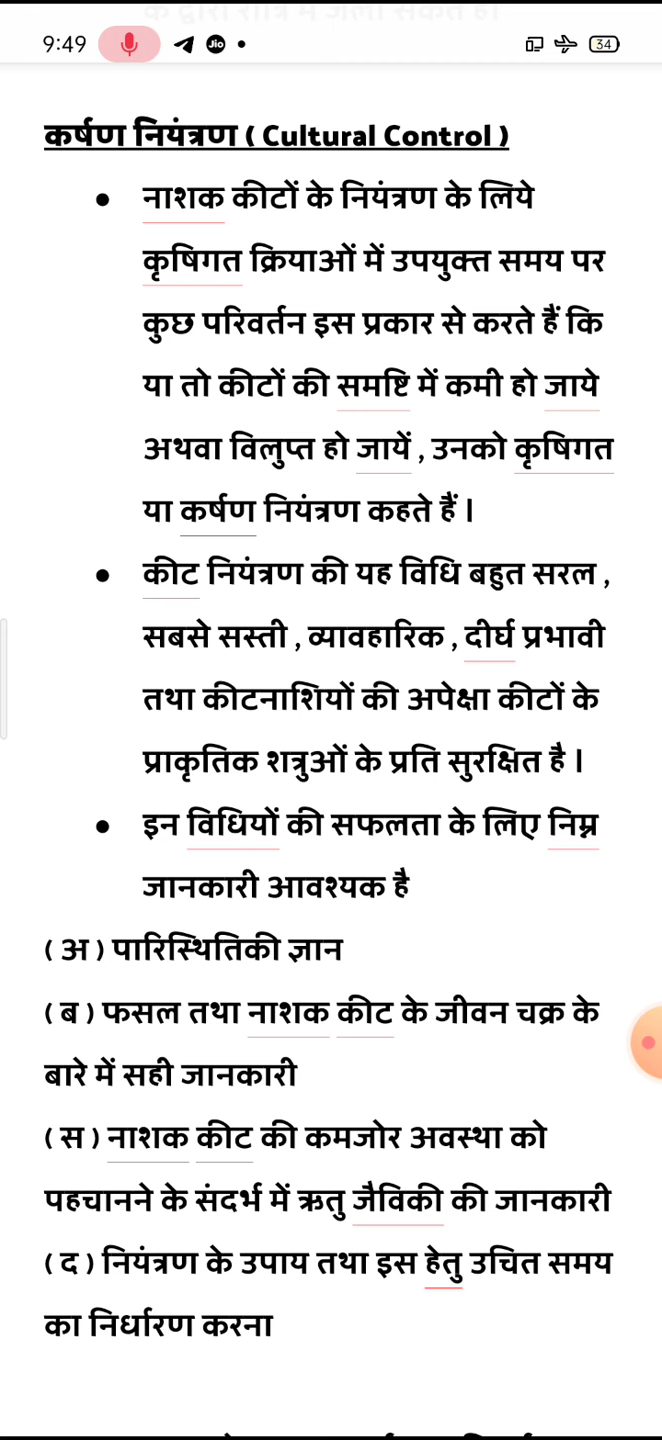 9:49
Jio
34
कर्षण नियंत्रण ( Cultural Control )
● नाशक कीटों के नियंत्रण के लिये
कृषिगत क्रियाओं में उपयुक्त समय पर
कुछ परिवर्तन इस प्रकार से करते हैं कि
या तो कीटों की समष्टि में कमी हो जाये
अथवा विलुप्त हो जायें , उनको कृषिगत
या कर्षण नियंत्रण कहते हैं ।
● कीट नियंत्रण की यह विधि बहुत सरल ,
सबसे सस्ती , व्यावहारिक , दीर्घ प्रभावी
तथा कीटनाशियों की अपेक्षा कीटों के
प्राकृतिक शत्रुओं के प्रति सुरक्षित है ।
● इन विधियों की सफलता के लिए निम्न
जानकारी आवश्यक है
( अ ) पारिस्थितिकी ज्ञान
( ब ) फसल तथा नाशक कीट के जीवन चक्र के
बारे में सही जानकारी
( स ) नाशक कीट की कमजोर अवस्था को
पहचानने के संदर्भ में ऋतु जैविकी की जानकारी
( द ) नियंत्रण के उपाय तथा इस हेतु उचित समय
का निर्धारण करना